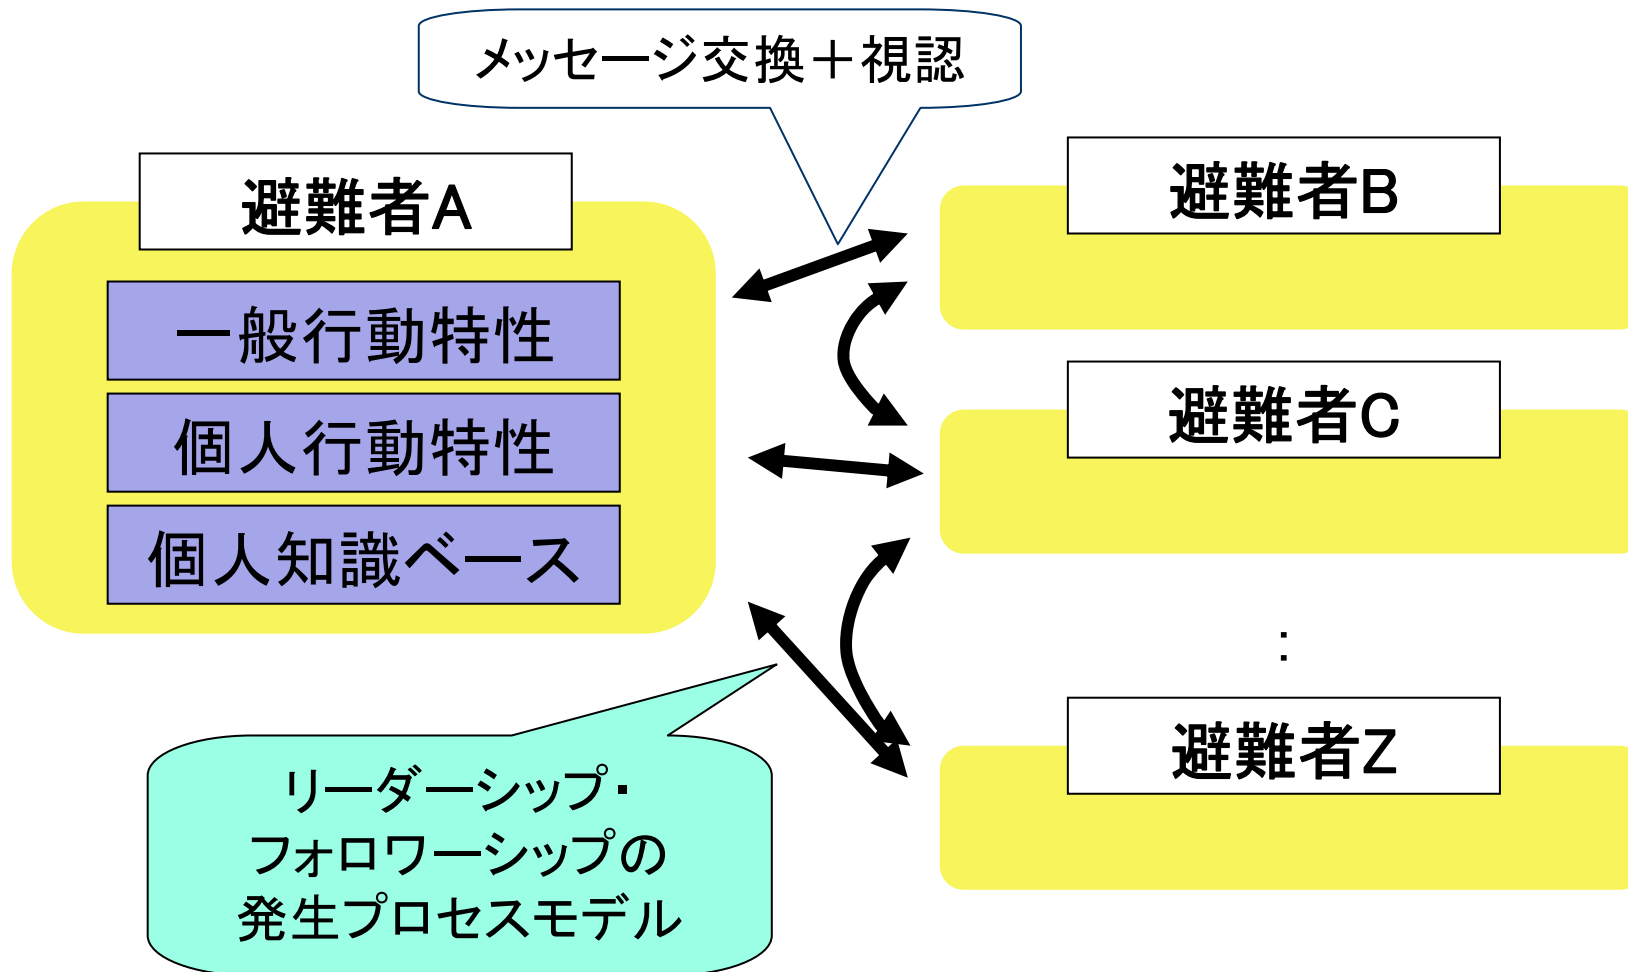 メッセージ交換＋視認
避難者A
一般行動特性
個人行動特性
個人知識ベース
避難者B
避難者C
：
避難者Z
リーダーシップ・
フォロワーシップの
発生プロセスモデル